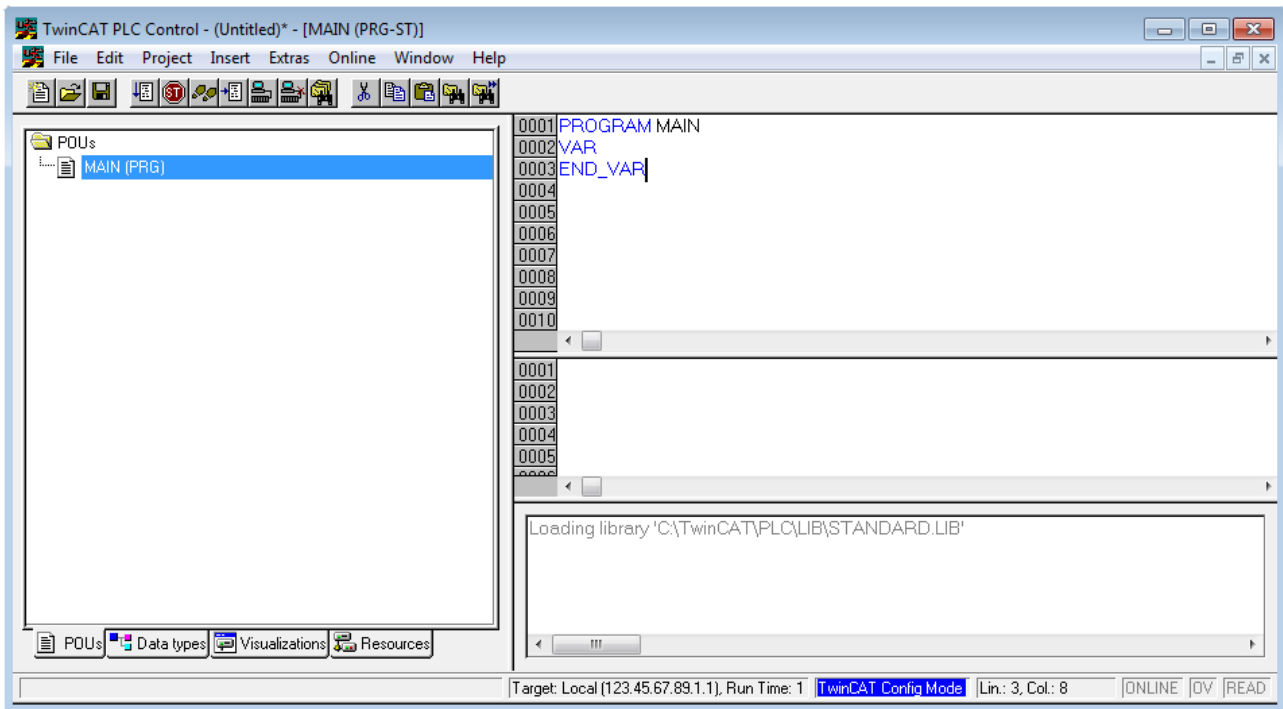 TwinCAT PLC Control - (Untitled)* - [MAIN (PRG-ST)]
File Edit Project Insert Extras Online Window Help
POUs
MAIN (PRG)
POUs Data types Visualizations Resources
0001 PROGRAM MAIN
0002 VAR
0003 END_VAR
0004
0005
0006
0007
0008
0009
0010
0001
0002
0003
0004
0005
Loading library 'C:\TwinCAT\PLC\LIB\STANDARD.LIB'
Target: Local (123.45.67.89.1.1), Run Time: 1 TwinCAT Config Mode Lin.: 3, Col.: 8 ONLINE OV READ